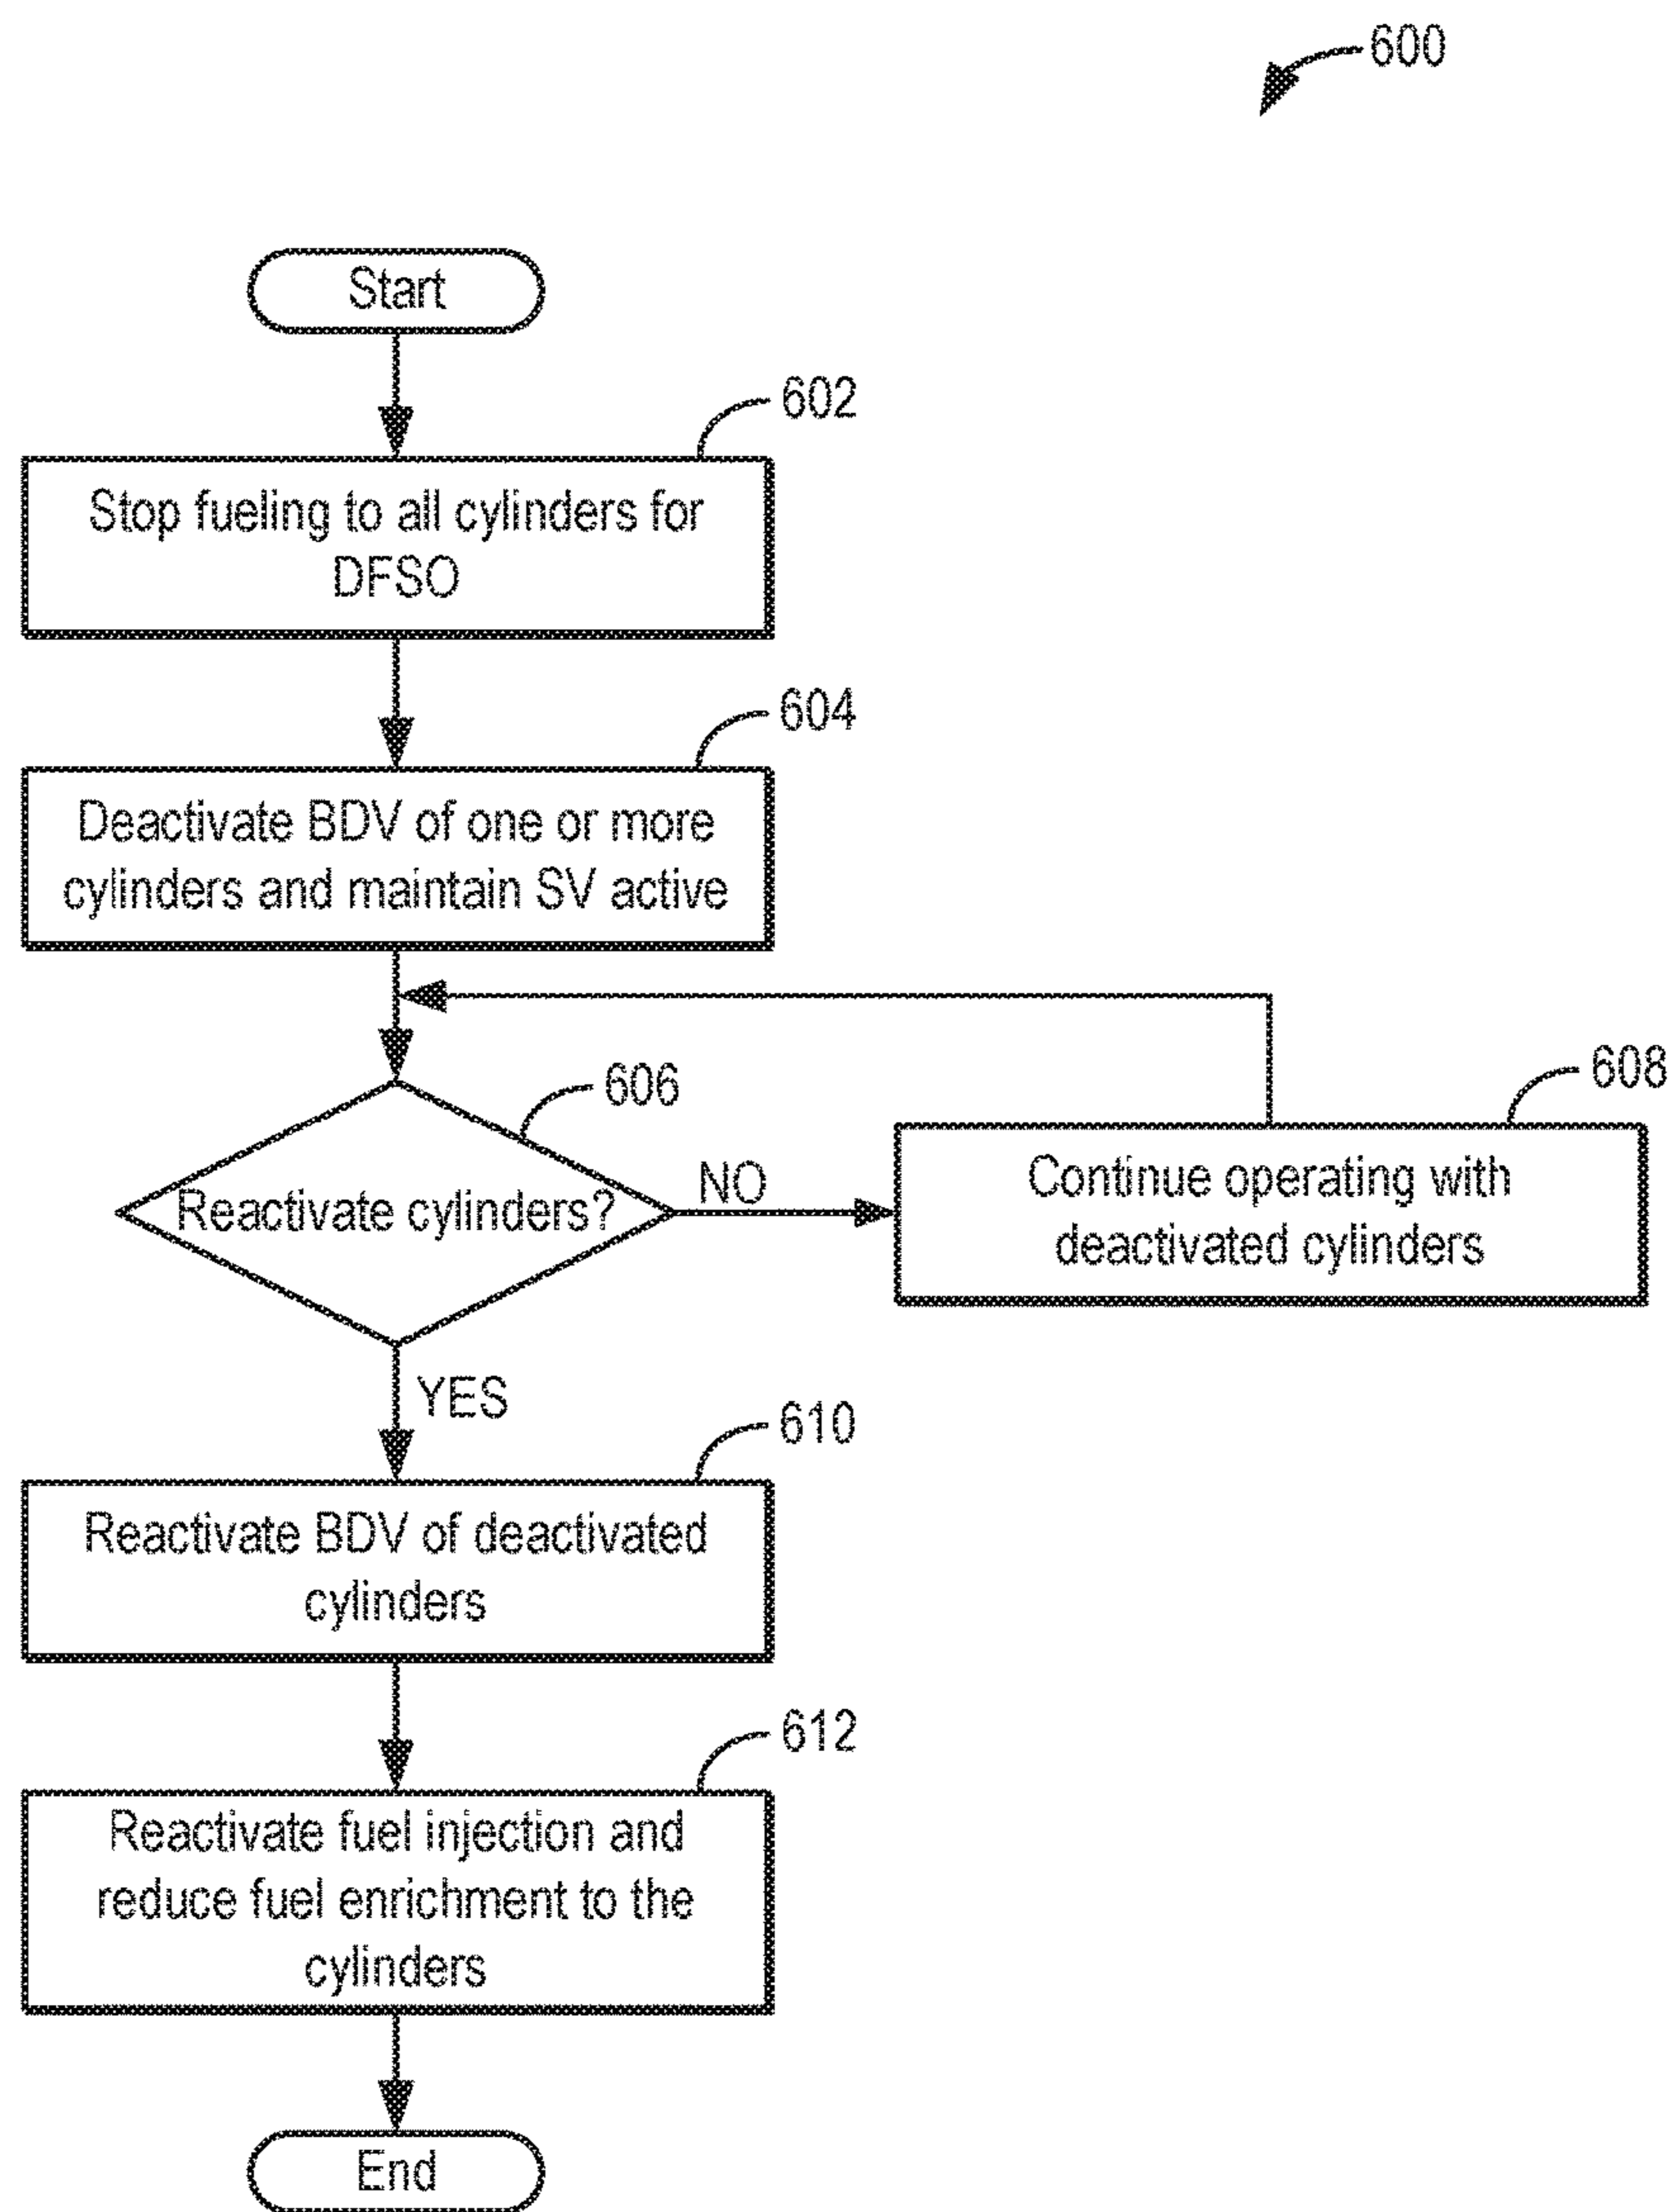 600
Start
602
Stop fueling to all cylinders for
DFSO
604
Deactivate BDV of one or more
cylinders and maintain SV active
606
Reactivate cylinders?
NO
608
Continue operating with
deactivated cylinders
YES
610
Reactivate BDV of deactivated
cylinders
612
Reactivate fuel injection and
reduce fuel enrichment to the
cylinders
End